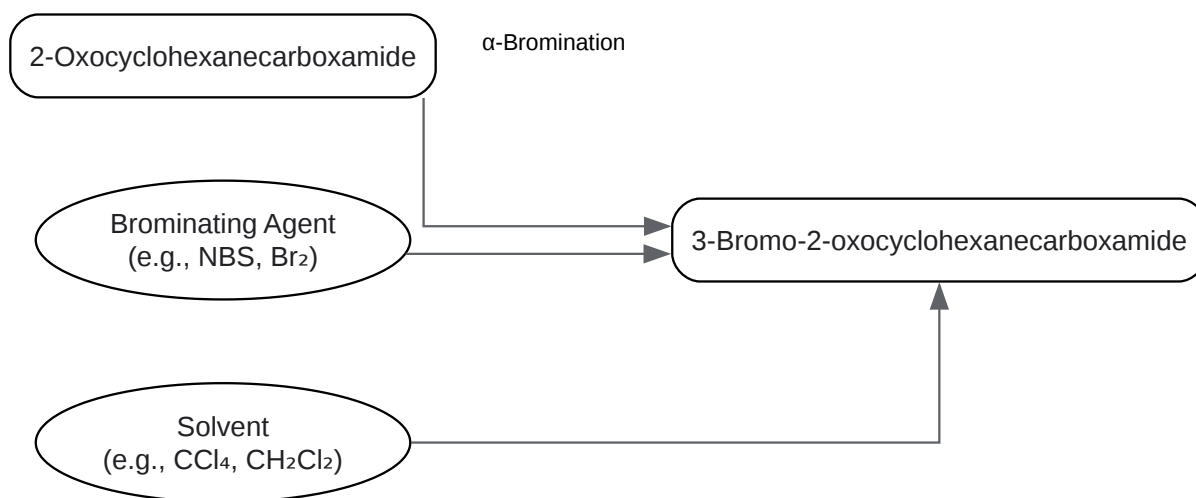 2-Oxocyclohexanecarboxamide
α-Bromination
Brominating Agent
(e.g., NBS, Br₂)
3-Bromo-2-oxocyclohexanecarboxamide
Solvent
(e.g., CCl₄, CH₂Cl₂)